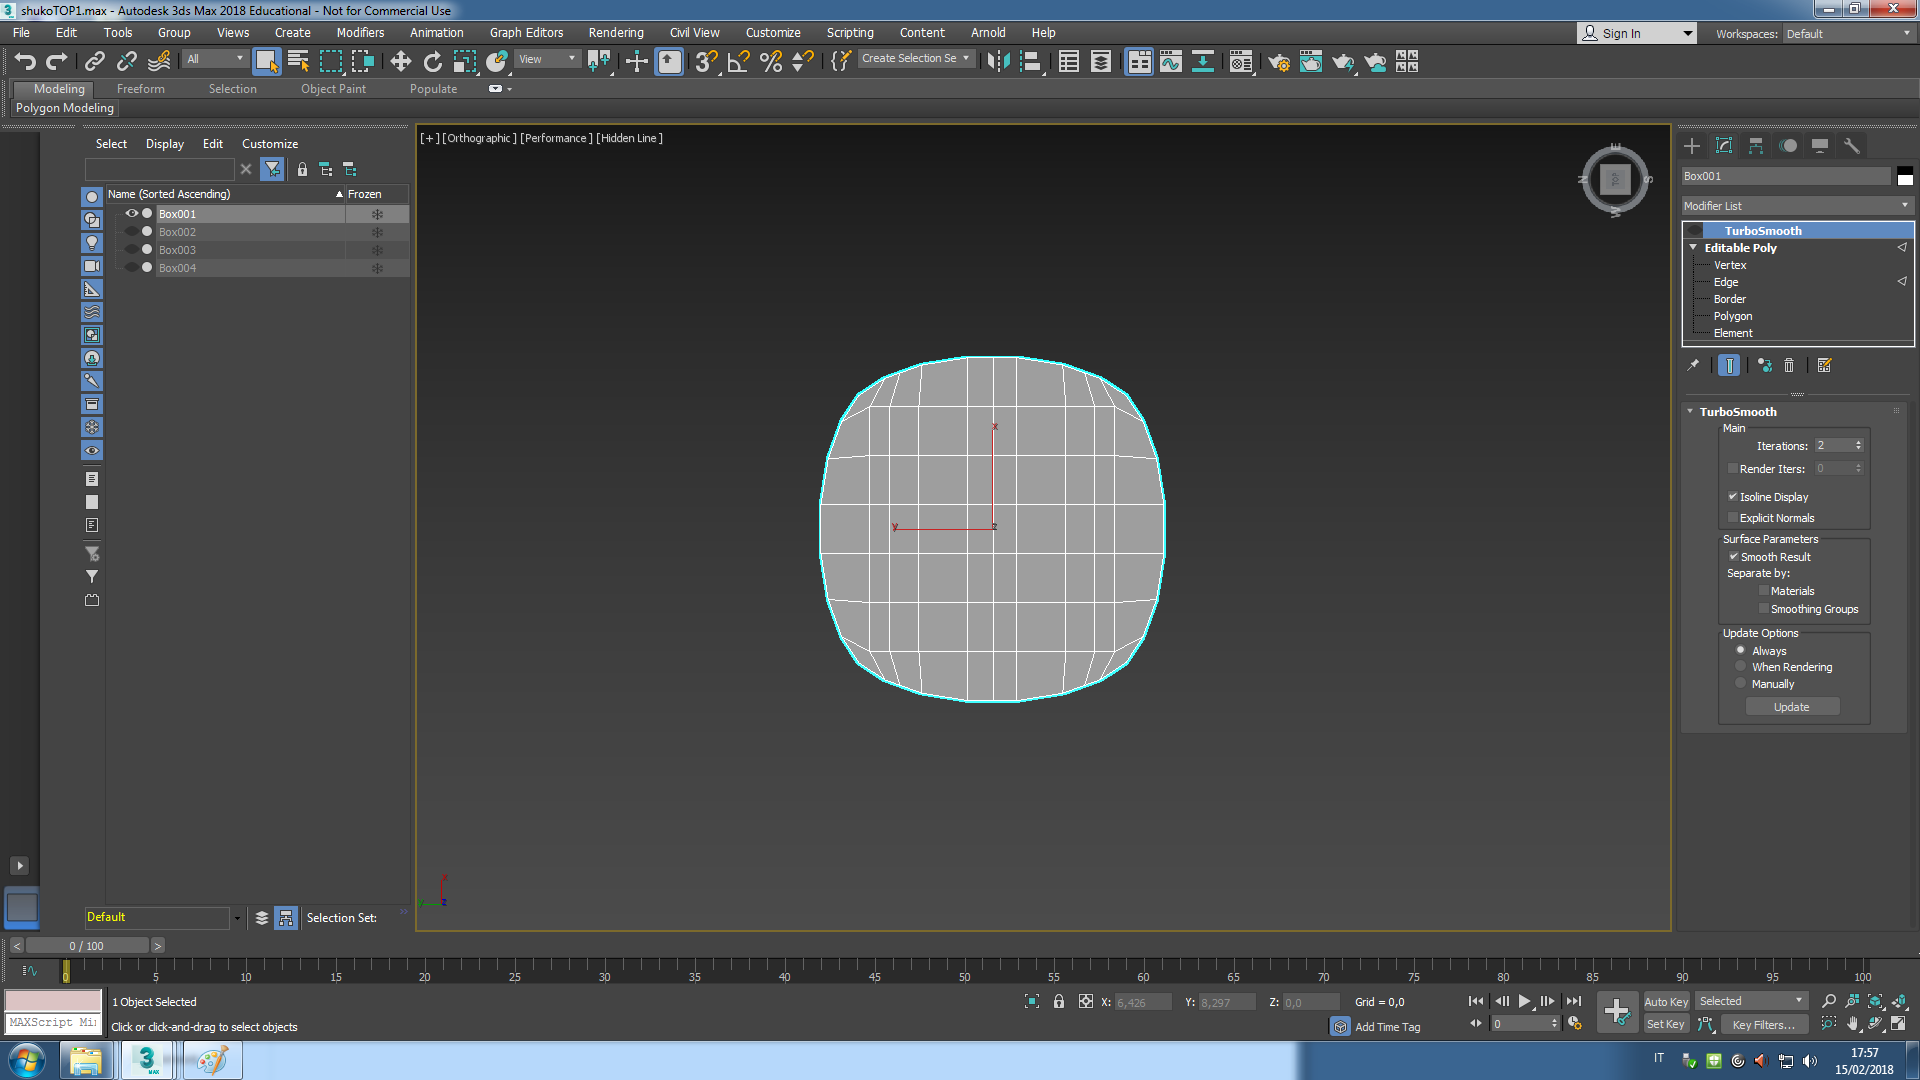 shukoTOP1.max - Autodesk 3ds Max 2018 Educational - Not for Commercial Use
File Edit Tools Group Views Create Modifiers Animation Graph Editors Rendering Civil View Customize Scripting Content Arnold Help
Sign In Workspaces: Default
All View Create Selection Se
Modeling Freeform Selection Object Paint Populate
Polygon Modeling
Select Display Edit Customize
Name (Sorted Ascending) Frozen
Box001
Box002
Box003
Box004
[+] [Orthographic] [Performance] [Hidden Line]
E
N S
TOP
W
x
y z
x
y z
Box001
Modifier List
TurboSmooth
Editable Poly
Vertex
Edge
Border
Polygon
Element
TurboSmooth
Main
Iterations: 2
Render Iters: 0
Isoline Display
Explicit Normals
Surface Parameters
Smooth Result
Separate by:
Materials
Smoothing Groups
Update Options
Always
When Rendering
Manually
Update
Default Selection Set:
< 0 / 100 >
0 5 10 15 20 25 30 35 40 45 50 55 60 65 70 75 80 85 90 95 100
1 Object Selected X: 6,426 Y: 8,297 Z: 0,0 Grid = 0,0 Auto Key Selected
MAXScript Mi
Click or click-and-drag to select objects Add Time Tag 0 Set Key Key Filters...
3 MAX
IT
17:57
15/02/2018